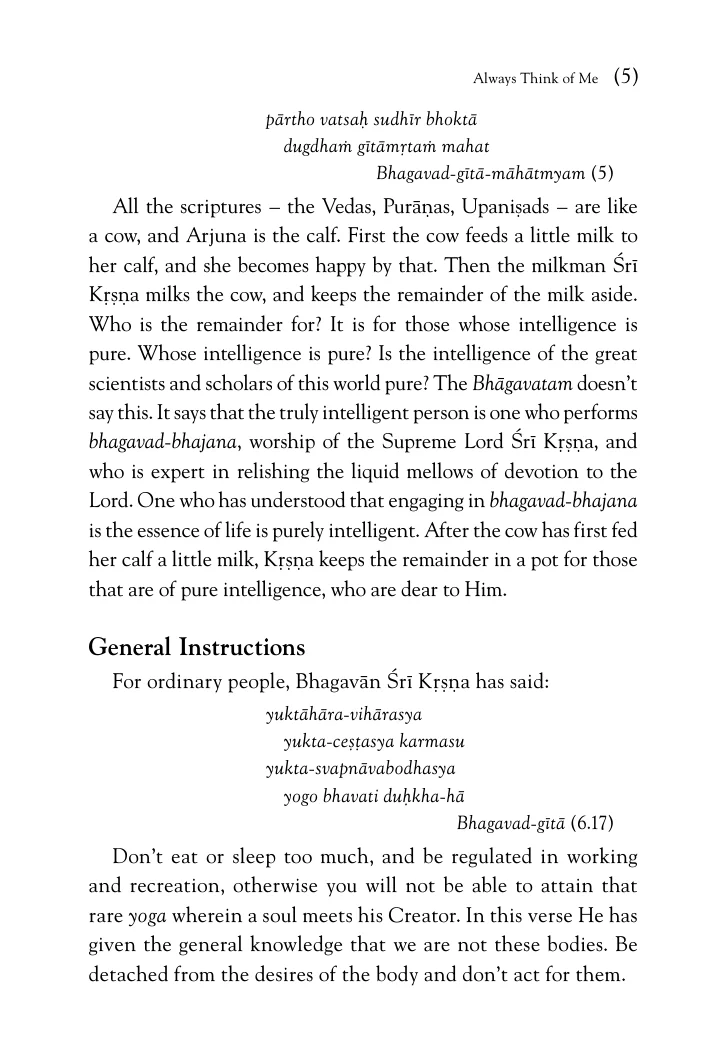 Always Think of Me (5)
pārtho vatsaḥ sudhīr bhoktā
dugdhaṁ gītāmṛtaṁ mahat
Bhagavad-gītā-māhātmyam (5)
All the scriptures – the Vedas, Purāṇas, Upaniṣads – are like
a cow, and Arjuna is the calf. First the cow feeds a little milk to
her calf, and she becomes happy by that. Then the milkman Śrī
Kṛṣṇa milks the cow, and keeps the remainder of the milk aside.
Who is the remainder for? It is for those whose intelligence is
pure. Whose intelligence is pure? Is the intelligence of the great
scientists and scholars of this world pure? The Bhāgavatam doesn’t
say this. It says that the truly intelligent person is one who performs
bhagavad-bhajana, worship of the Supreme Lord Śrī Kṛṣṇa, and
who is expert in relishing the liquid mellows of devotion to the
Lord. One who has understood that engaging in bhagavad-bhajana
is the essence of life is purely intelligent. After the cow has first fed
her calf a little milk, Kṛṣṇa keeps the remainder in a pot for those
that are of pure intelligence, who are dear to Him.
General Instructions
For ordinary people, Bhagavān Śrī Kṛṣṇa has said:
yuktāhāra-vihārasya
yukta-ceṣṭasya karmasu
yukta-svapnāvabodhasya
yogo bhavati duḥkha-hā
Bhagavad-gītā (6.17)
Don’t eat or sleep too much, and be regulated in working
and recreation, otherwise you will not be able to attain that
rare yoga wherein a soul meets his Creator. In this verse He has
given the general knowledge that we are not these bodies. Be
detached from the desires of the body and don’t act for them.